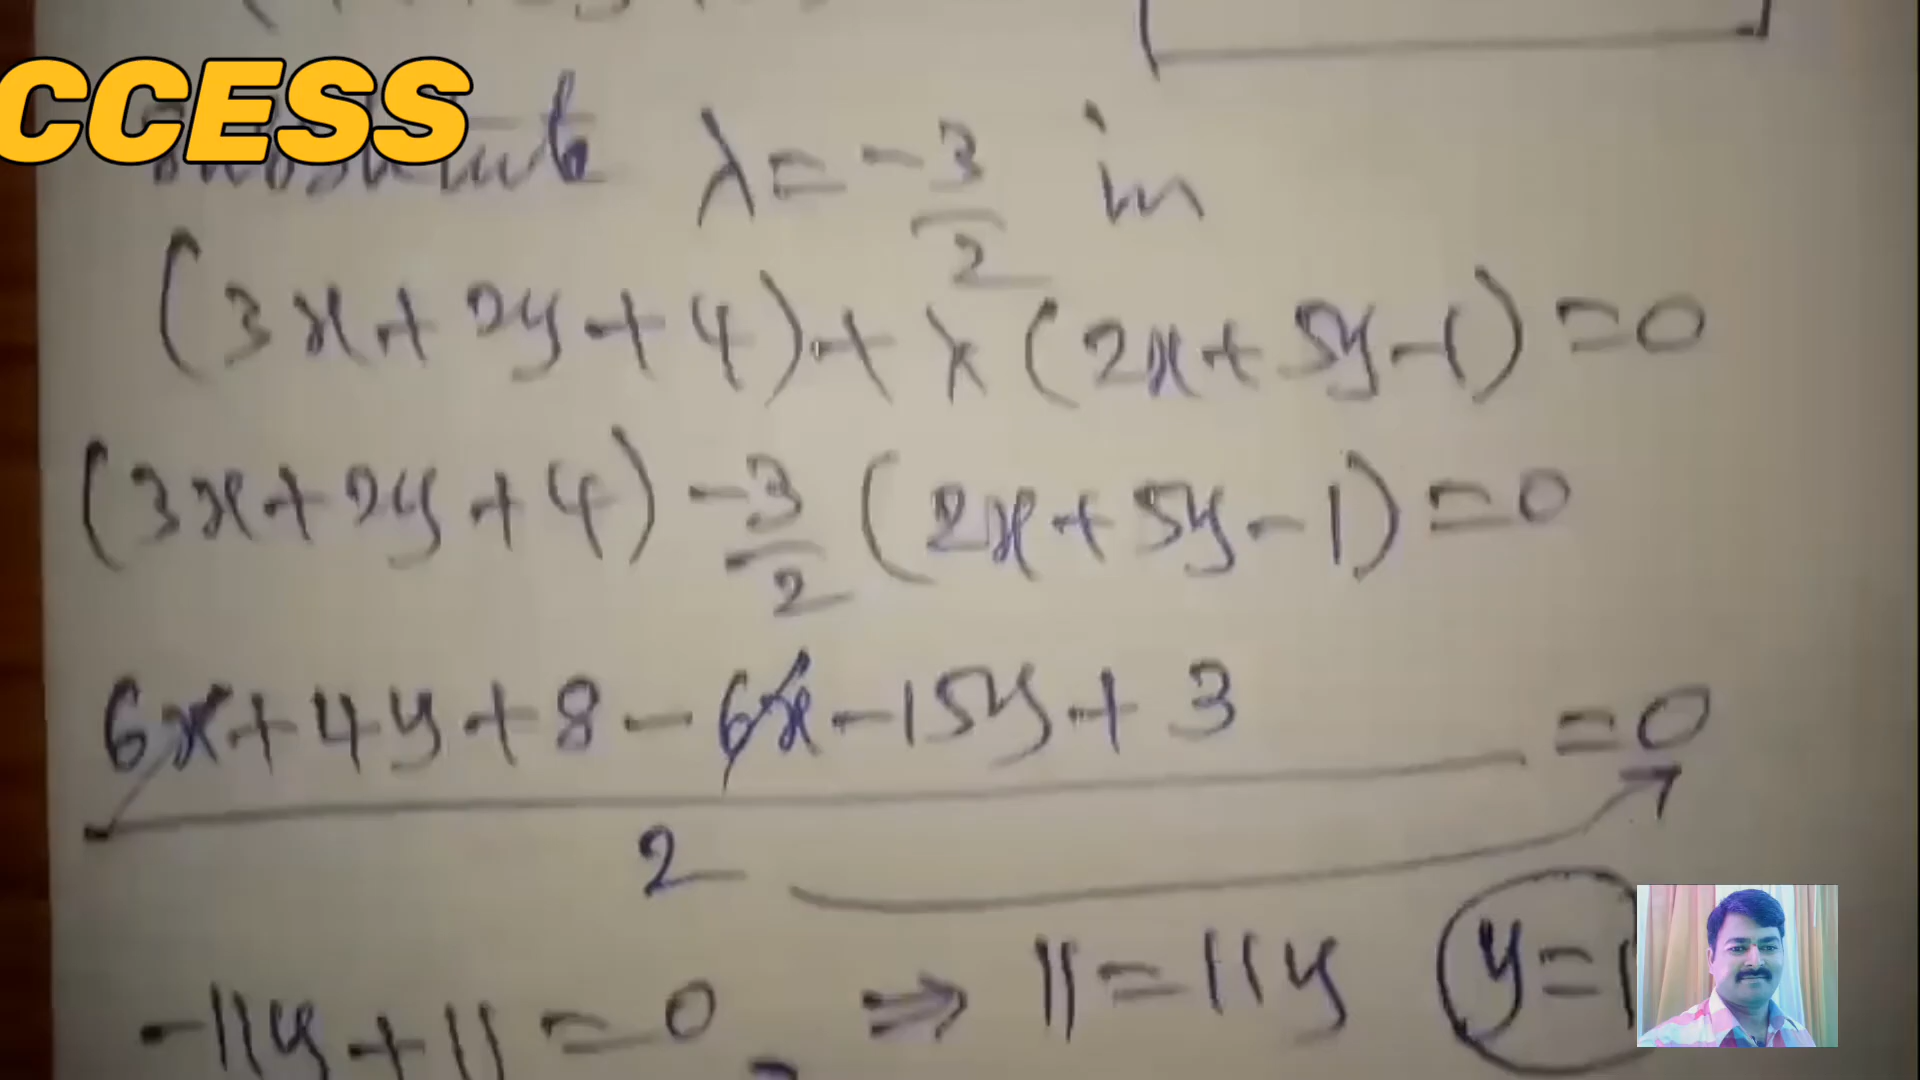 CCESS
λ = -3/2 in
(3x + 2y + 4) + λ (2x + 5y - 1) = 0
(3x + 2y + 4) -3/2 (2x + 5y - 1) = 0
6x + 4y + 8 - 6x - 15y + 3 = 0
2
-11y + 11 = 0 ⇒ 11 = 11y y = 1